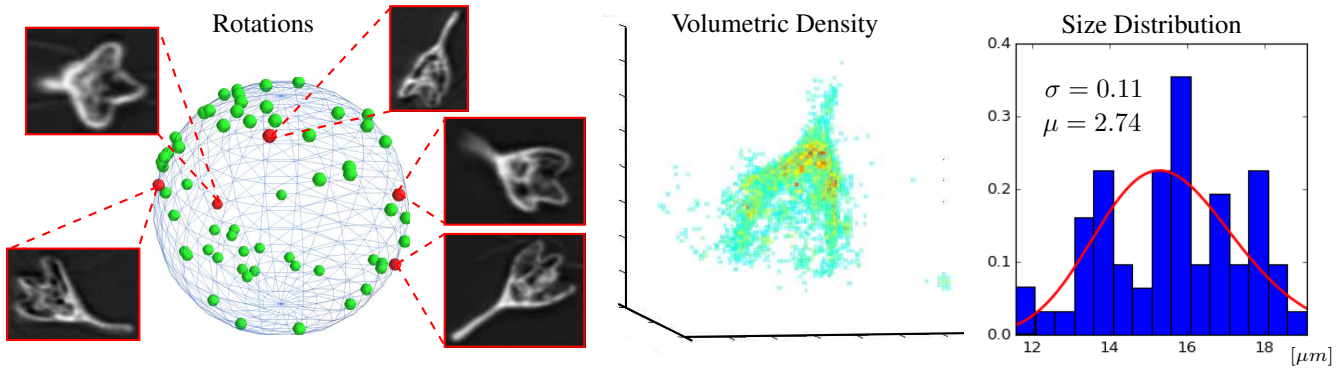 Rotations
Volumetric Density
Size Distribution
0.4
0.3
0.2
0.1
0.0
σ = 0.11
μ = 2.74
12 14 16 18
[μm]